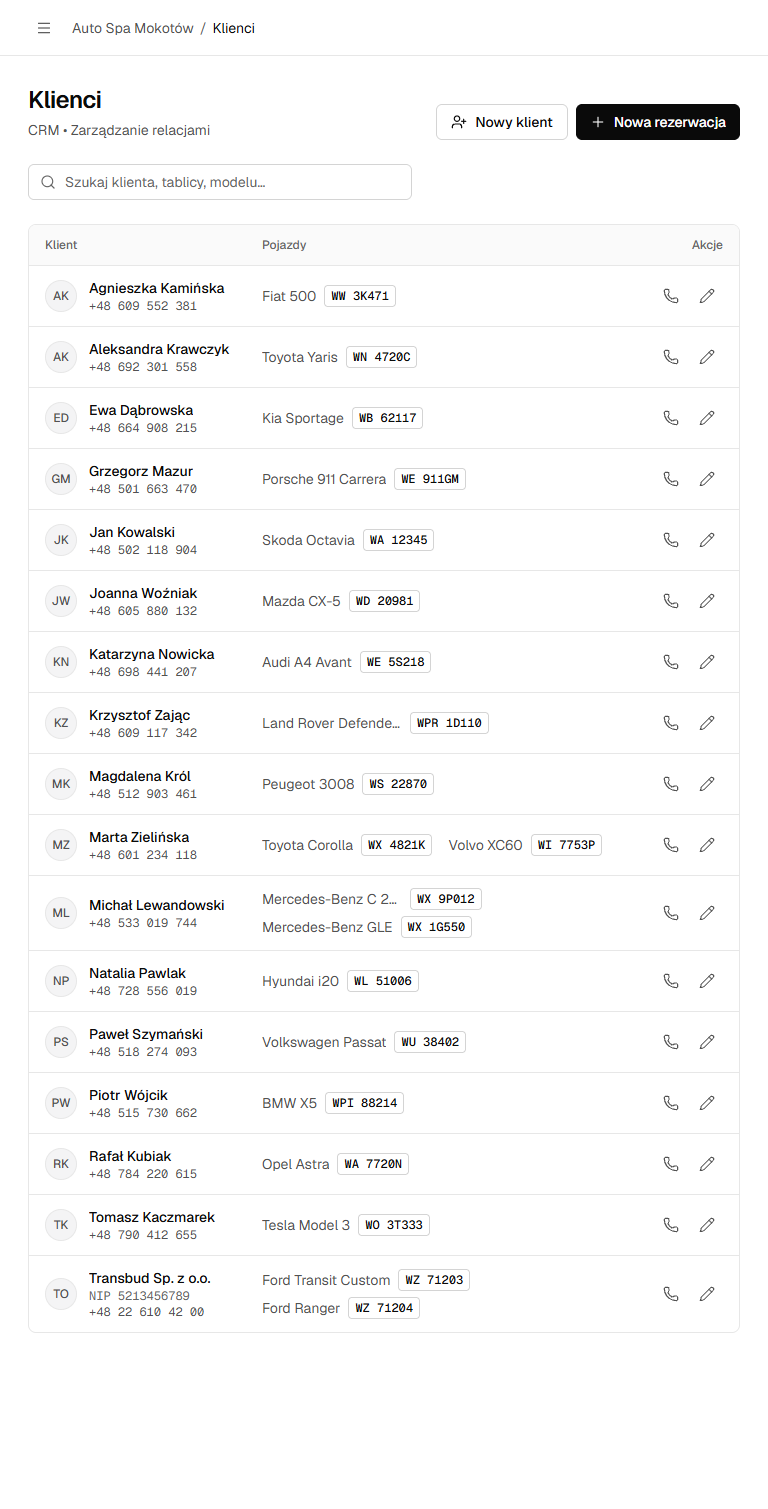 Auto Spa Mokotów / Klienci
Klienci
CRM • Zarządzanie relacjami
Nowy klient
Nowa rezerwacja
Szukaj klienta, tablicy, modelu…
Klient Pojazdy Akcje
AK Agnieszka Kamińska
+48 609 552 381
Fiat 500 WW 3K471
AK Aleksandra Krawczyk
+48 692 301 558
Toyota Yaris WN 4720C
ED Ewa Dąbrowska
+48 664 908 215
Kia Sportage WB 62117
GM Grzegorz Mazur
+48 501 663 470
Porsche 911 Carrera WE 911GM
JK Jan Kowalski
+48 502 118 904
Skoda Octavia WA 12345
JW Joanna Woźniak
+48 605 880 132
Mazda CX-5 WD 20981
KN Katarzyna Nowicka
+48 698 441 207
Audi A4 Avant WE 5S218
KZ Krzysztof Zając
+48 609 117 342
Land Rover Defende… WPR 1D110
MK Magdalena Król
+48 512 903 461
Peugeot 3008 WS 22870
MZ Marta Zielińska
+48 601 234 118
Toyota Corolla WX 4821K Volvo XC60 WI 7753P
ML Michał Lewandowski
+48 533 019 744
Mercedes-Benz C 2… WX 9P012
Mercedes-Benz GLE WX 1G550
NP Natalia Pawlak
+48 728 556 019
Hyundai i20 WL 51006
PS Paweł Szymański
+48 518 274 093
Volkswagen Passat WU 38402
PW Piotr Wójcik
+48 515 730 662
BMW X5 WPI 88214
RK Rafał Kubiak
+48 784 220 615
Opel Astra WA 7720N
TK Tomasz Kaczmarek
+48 790 412 655
Tesla Model 3 WO 3T333
TO Transbud Sp. z o.o.
NIP 5213456789
+48 22 610 42 00
Ford Transit Custom WZ 71203
Ford Ranger WZ 71204